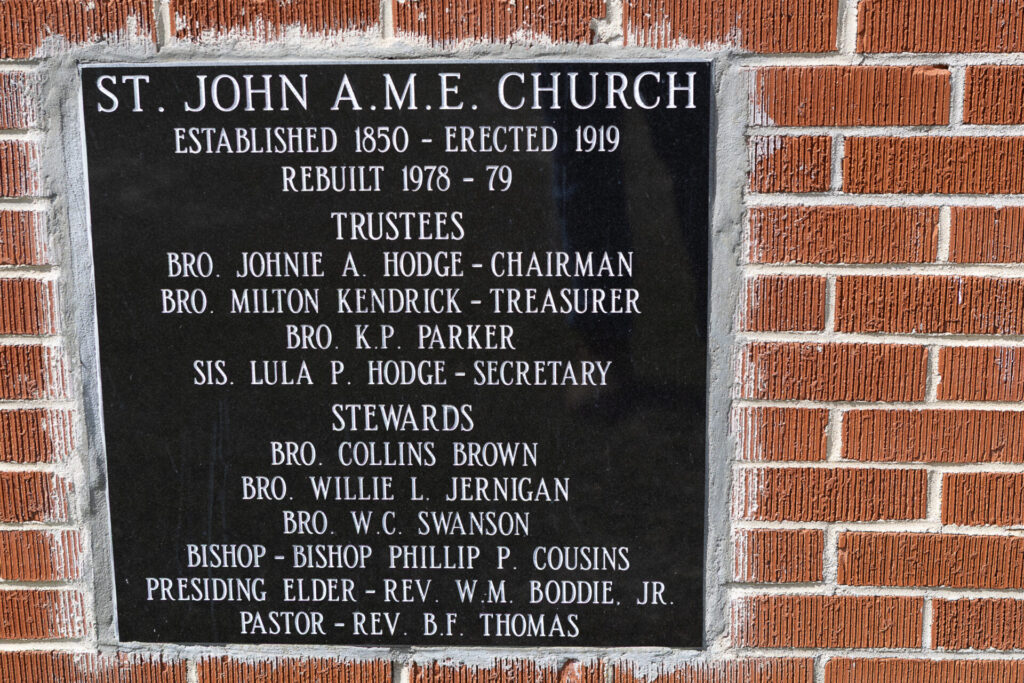 ST. JOHN A.M.E. CHURCH
ESTABLISHED 1850 - ERECTED 1919
REBUILT 1978 - 79
TRUSTEES
BRO. JOHNIE A. HODGE - CHAIRMAN
BRO. MILTON KENDRICK - TREASURER
BRO. K.P. PARKER
SIS. LULA P. HODGE - SECRETARY
STEWARDS
BRO. COLLINS BROWN
BRO. WILLIE L. JERNIGAN
BRO. W.C. SWANSON
BISHOP - BISHOP PHILLIP P. COUSINS
PRESIDING ELDER - REV. W.M. BODDIE, JR.
PASTOR - REV. B.F. THOMAS